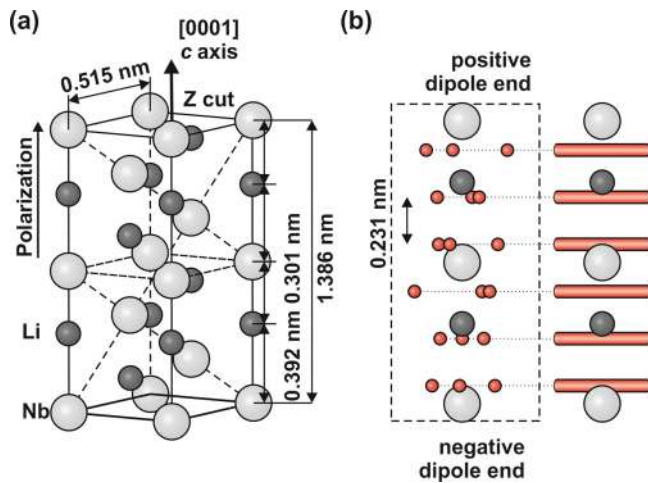 (a)
[0001]
c axis
0.515 nm
Z cut
Polarization
Li
Nb
0.392 nm
0.301 nm
1.386 nm
(b)
positive
dipole end
0.231 nm
negative
dipole end